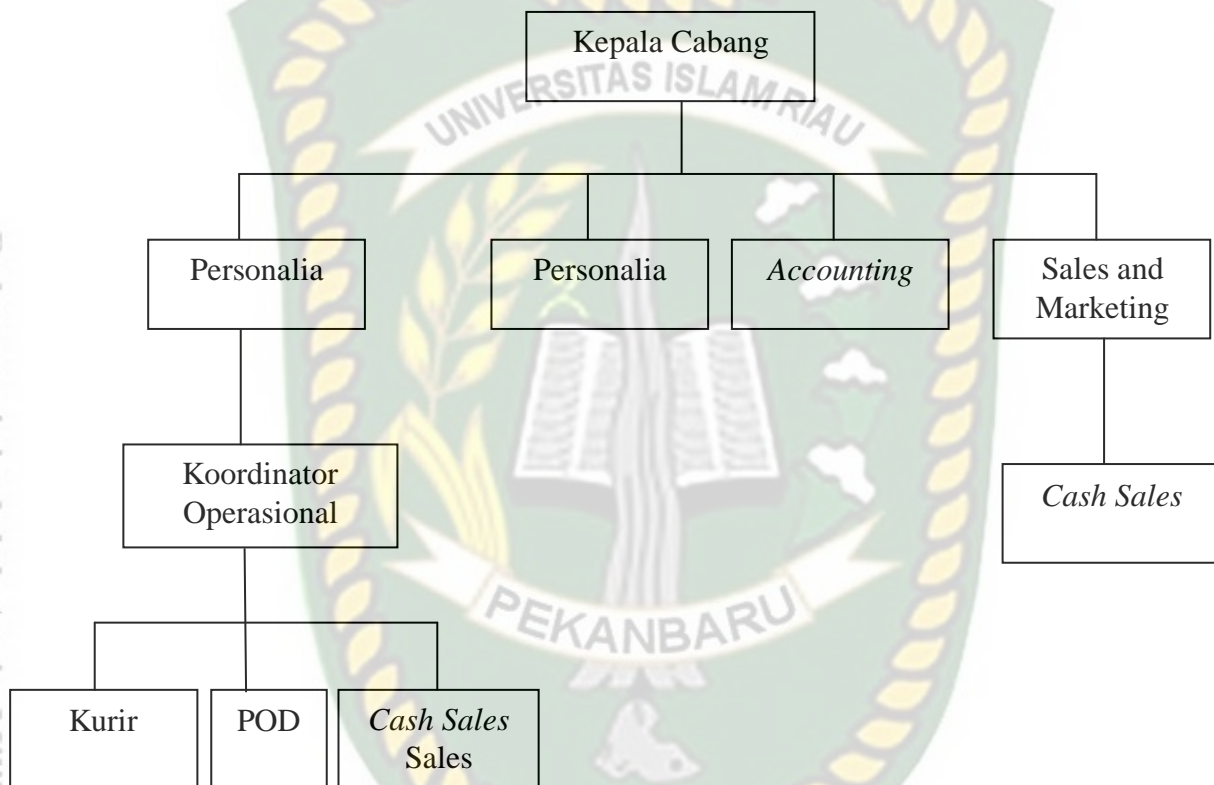 Kepala Cabang
UNIVERSITAS ISLAM RIAU
Personalia
Personalia
Accounting
Sales and
Marketing
Koordinator
Operasional
Cash Sales
PEKANBARU
Kurir
POD
Cash Sales
Sales